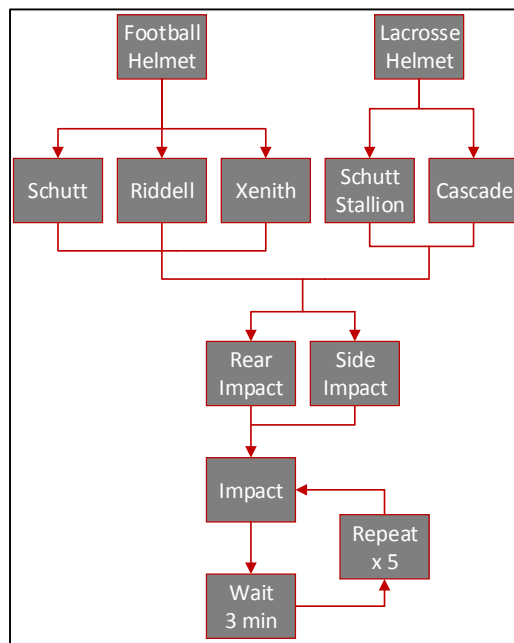 Football
Helmet
Lacrosse
Helmet
Schutt
Riddell
Xenith
Schutt
Stallion
Cascade
Rear
Impact
Side
Impact
Impact
Repeat
x 5
Wait
3 min